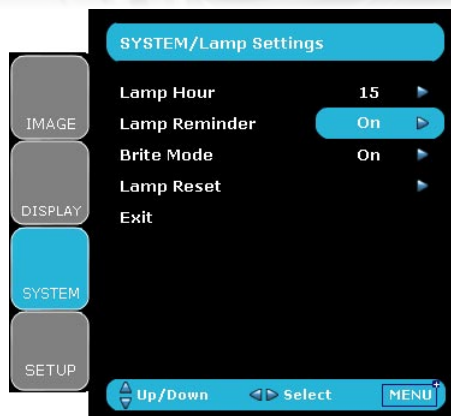 SYSTEM/Lamp Settings
Lamp Hour 15
Lamp Reminder On
Brite Mode On
Lamp Reset
Exit
IMAGE
DISPLAY
SYSTEM
SETUP
Up/Down Select MENU